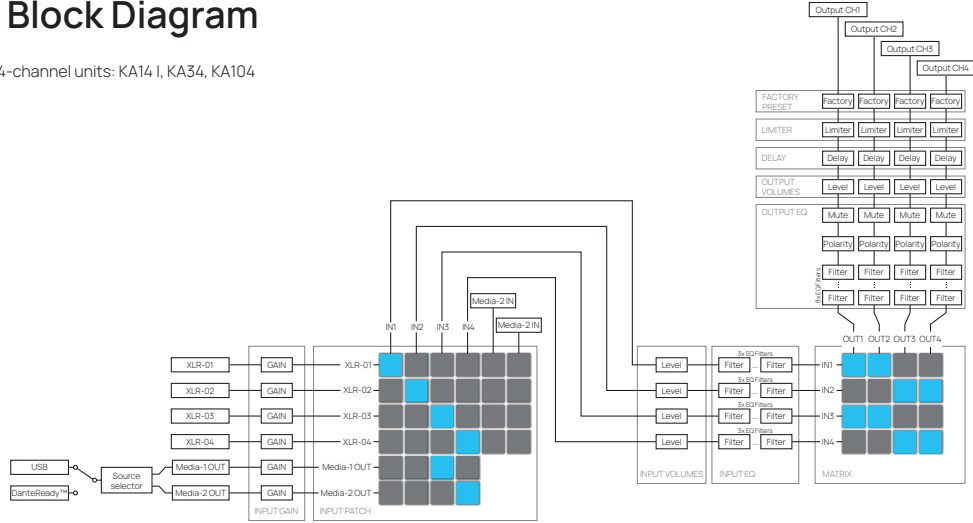 Block Diagram
4-channel units: KA14 I, KA34, KA104
Output CH1
Output CH2
Output CH3
Output CH4
FACTORY
PRESET
Factory Factory Factory Factory
LIMITER
Limiter Limiter Limiter Limiter
DELAY
Delay Delay Delay Delay
OUTPUT
VOLUMES
Level Level Level Level
OUTPUT EQ
Mute Mute Mute Mute
Polarity Polarity Polarity Polarity
8x EQ Filters
Filter Filter Filter Filter
Filter Filter Filter Filter
OUT1 OUT2 OUT3 OUT4
Media-2 IN
Media-2 IN
IN1 IN2 IN3 IN4
XLR-01 GAIN XLR-01
XLR-02 GAIN XLR-02
XLR-03 GAIN XLR-03
XLR-04 GAIN XLR-04
USB
DanteReady™
Source
selector
Media-1 OUT GAIN Media-1 OUT
Media-2 OUT GAIN Media-2 OUT
INPUT GAIN
INPUT PATCH
3x EQ Filters
Level Filter ... Filter IN1
3x EQ Filters
Level Filter ... Filter IN2
3x EQ Filters
Level Filter ... Filter IN3
3x EQ Filters
Level Filter ... Filter IN4
INPUT VOLUMES
INPUT EQ
MATRIX